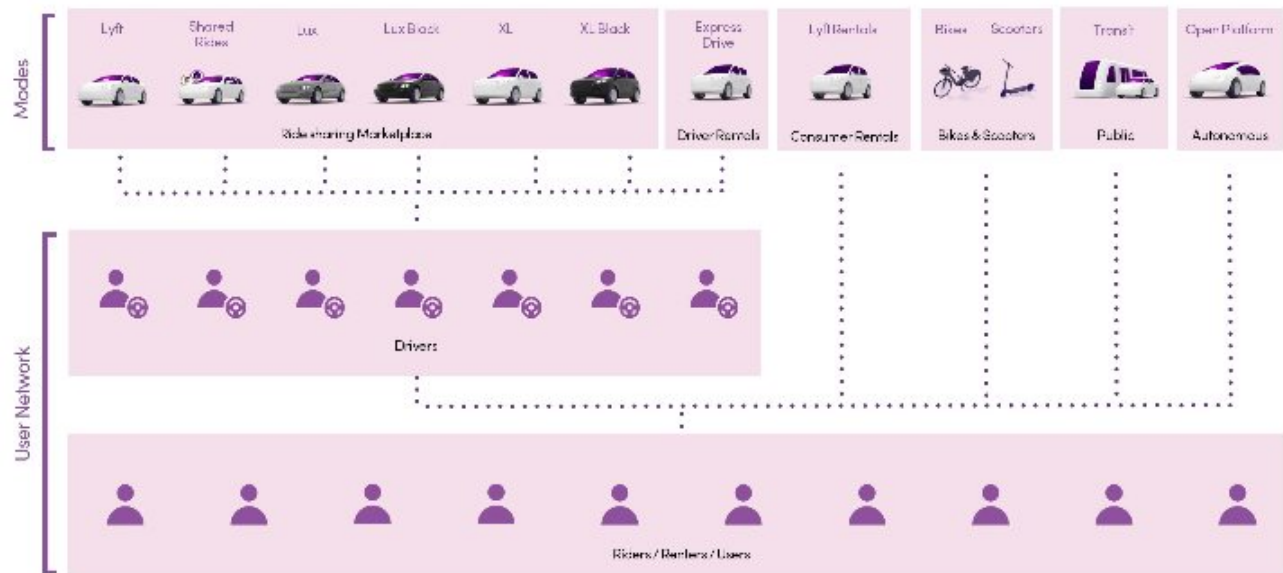 Modes
Lyft
Shared
Rides
Lux
Lux Black
XL
XL Black
Ridesharing Marketplace
Express
Drive
Driver Rentals
Lyft Rentals
Consumer Rentals
Bikes
Scooters
Bikes & Scooters
Transit
Public
Open Platform
Autonomous
User Network
Drivers
Riders / Renters / Users